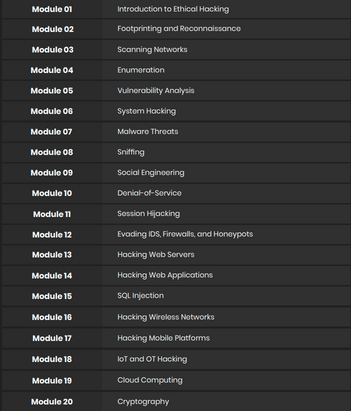 Module 01 Introduction to Ethical Hacking
Module 02 Footprinting and Reconnaissance
Module 03 Scanning Networks
Module 04 Enumeration
Module 05 Vulnerability Analysis
Module 06 System Hacking
Module 07 Malware Threats
Module 08 Sniffing
Module 09 Social Engineering
Module 10 Denial-of-Service
Module 11 Session Hijacking
Module 12 Evading IDS, Firewalls, and Honeypots
Module 13 Hacking Web Servers
Module 14 Hacking Web Applications
Module 15 SQL Injection
Module 16 Hacking Wireless Networks
Module 17 Hacking Mobile Platforms
Module 18 IoT and OT Hacking
Module 19 Cloud Computing
Module 20 Cryptography